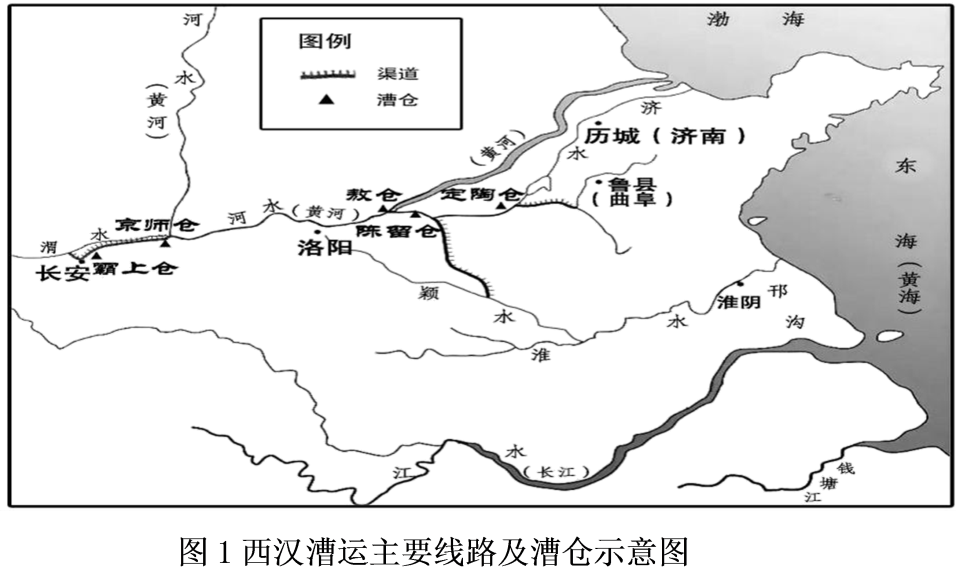 渤海
河水
(黄河)
图例
渠道
漕仓
济水
历城(济南)
(黄河)
东海(黄海)
鲁县
(曲阜)
敖仓
定陶仓
河水(黄河)
京师仓
渭水
陈留仓
洛阳
长安
霸上仓
颍水
淮阴
邗沟
淮水
江水
(长江)
钱塘江
图1西汉漕运主要线路及漕仓示意图